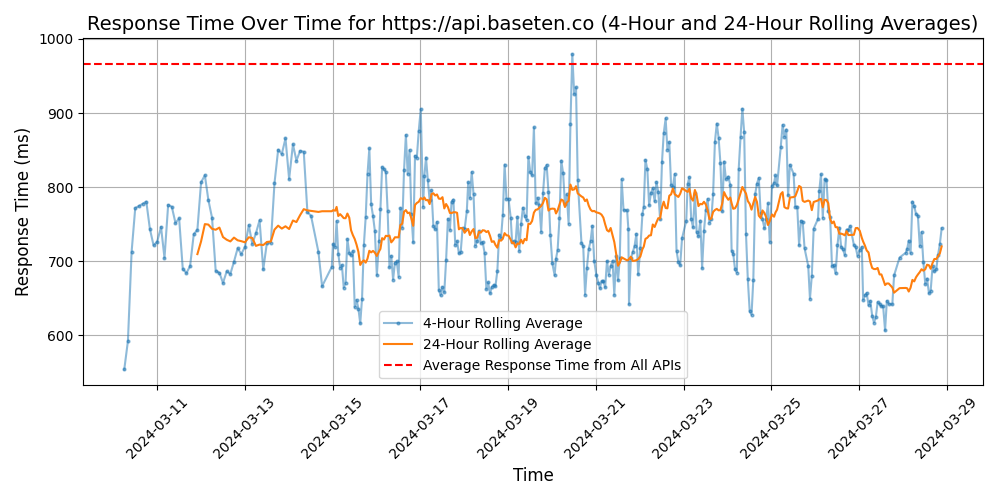 Response Time Over Time for https://api.baseten.co (4-Hour and 24-Hour Rolling Averages)
1000
900
800
700
600
Response Time (ms)
4-Hour Rolling Average
24-Hour Rolling Average
Average Response Time from All APIs
2024-03-11
2024-03-13
2024-03-15
2024-03-17
2024-03-19
2024-03-21
2024-03-23
2024-03-25
2024-03-27
2024-03-29
Time